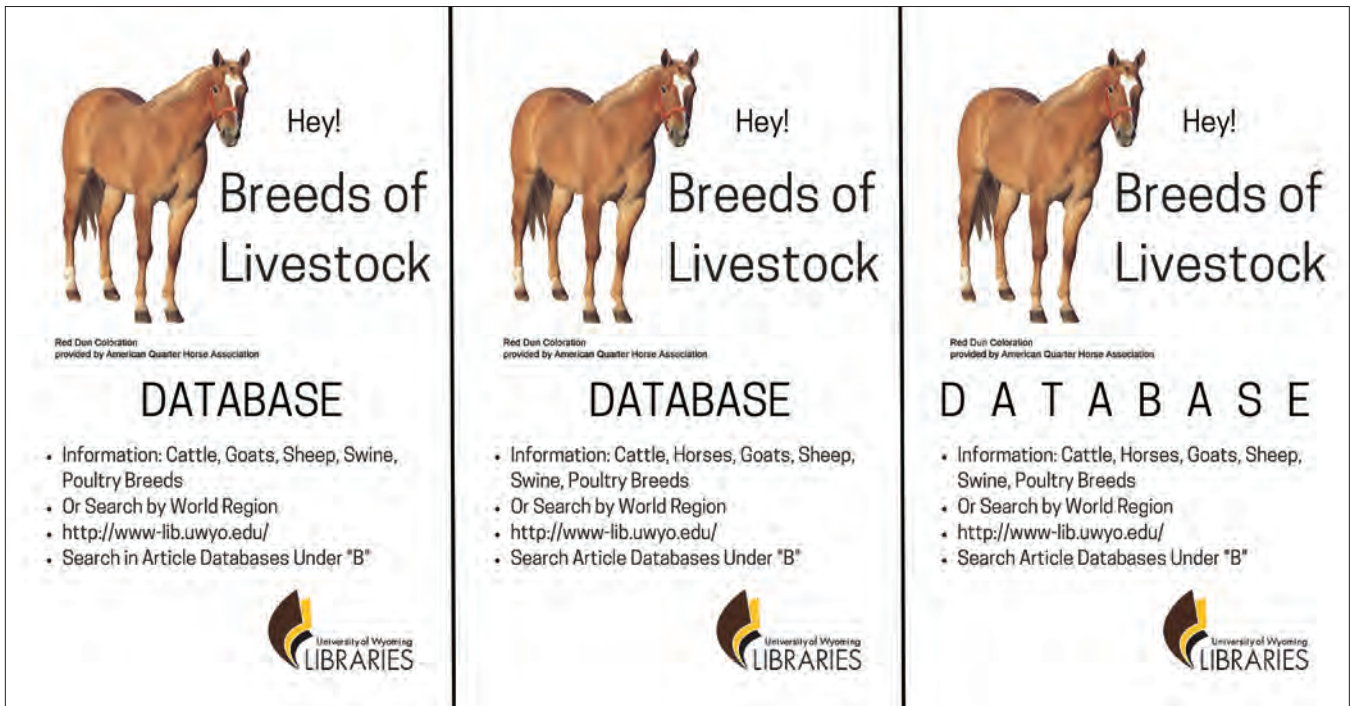 Hey!
Breeds of
Livestock
Red Dun Coloration
provided by American Quarter Horse Association
DATABASE
• Information: Cattle, Goats, Sheep, Swine,
Poultry Breeds
• Or Search by World Region
• http://www-lib.uwyo.edu/
• Search in Article Databases Under "B"
University of Wyoming
LIBRARIES
Hey!
Breeds of
Livestock
Red Dun Coloration
provided by American Quarter Horse Association
DATABASE
• Information: Cattle, Horses, Goats, Sheep,
Swine, Poultry Breeds
• Or Search by World Region
• http://www-lib.uwyo.edu/
• Search Article Databases Under "B"
University of Wyoming
LIBRARIES
Hey!
Breeds of
Livestock
Red Dun Coloration
provided by American Quarter Horse Association
D A T A B A S E
• Information: Cattle, Horses, Goats, Sheep,
Swine, Poultry Breeds
• Or Search by World Region
• http://www-lib.uwyo.edu/
• Search Article Databases Under "B"
University of Wyoming
LIBRARIES